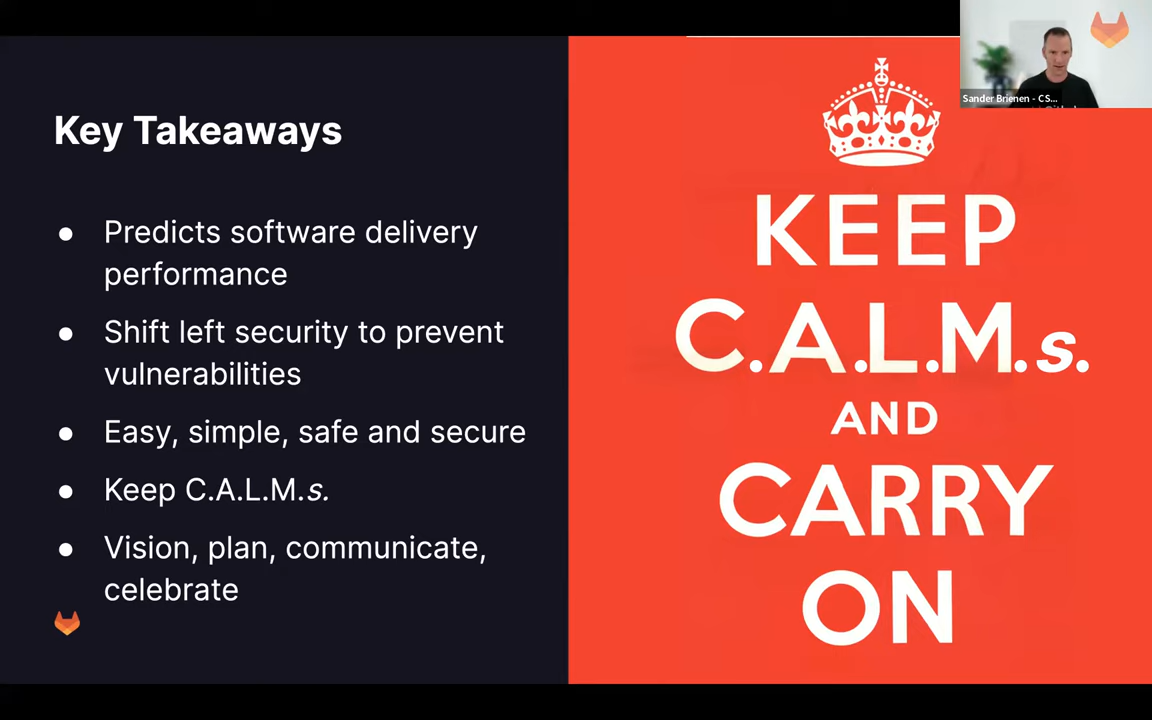 Key Takeaways
● Predicts software delivery
performance
● Shift left security to prevent
vulnerabilities
● Easy, simple, safe and secure
● Keep C.A.L.M.s.
● Vision, plan, communicate,
celebrate
KEEP
C.A.L.M.s.
AND
CARRY
ON
Sander Brienen - CS...